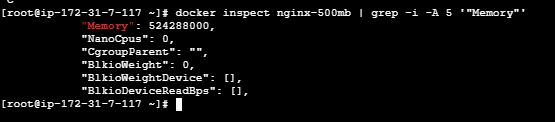 [root@ip-172-31-7-117 ~]# docker inspect nginx-500mb | grep -i -A 5 '"Memory"'
"Memory": 524288000,
"NanoCpus": 0,
"CgroupParent": "",
"BlkioWeight": 0,
"BlkioWeightDevice": [],
"BlkioDeviceReadBps": [],
[root@ip-172-31-7-117 ~]#